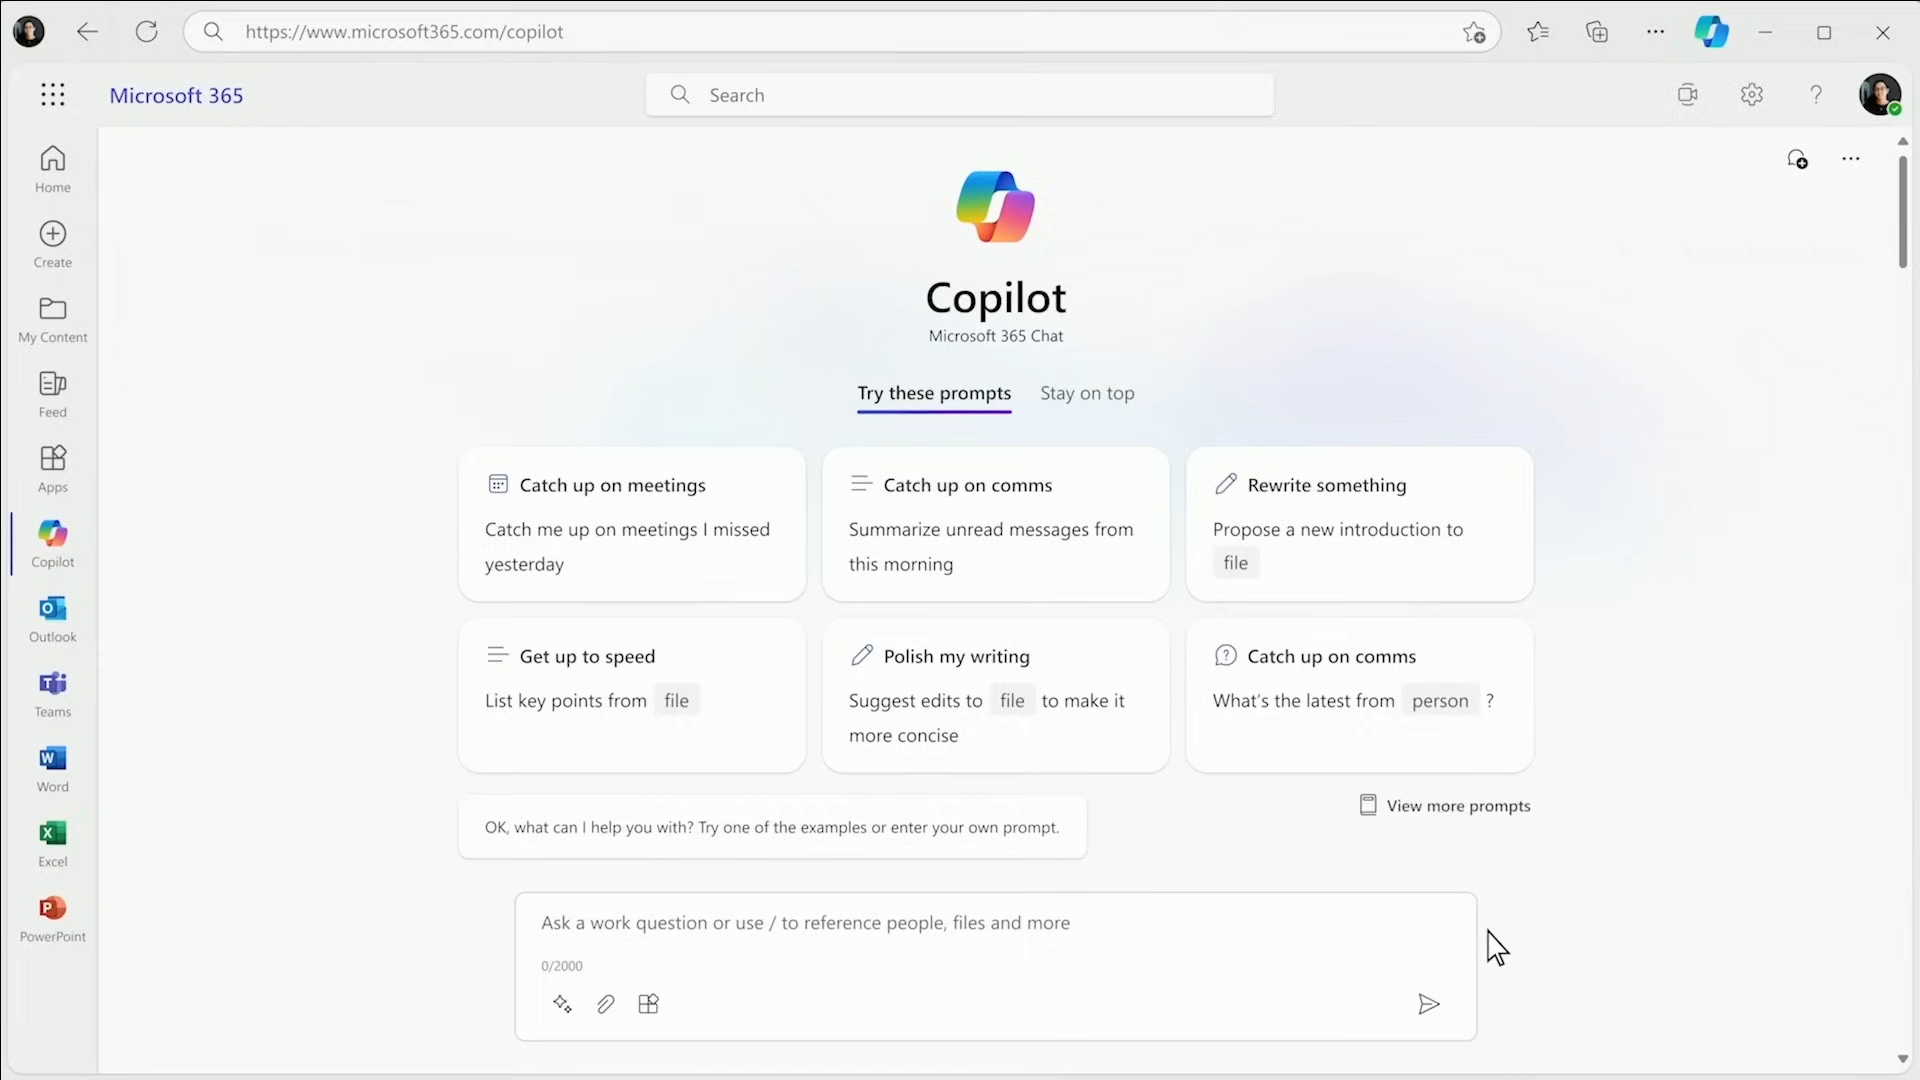 https://www.microsoft365.com/copilot
Microsoft 365
Search
Home
Create
My Content
Feed
Apps
Copilot
Outlook
Teams
Word
Excel
PowerPoint
Copilot
Microsoft 365 Chat
Try these prompts Stay on top
Catch up on meetings
Catch me up on meetings I missed
yesterday
Catch up on comms
Summarize unread messages from
this morning
Rewrite something
Propose a new introduction to
file
Get up to speed
List key points from file
Polish my writing
Suggest edits to file to make it
more concise
Catch up on comms
What's the latest from person ?
View more prompts
OK, what can I help you with? Try one of the examples or enter your own prompt.
Ask a work question or use / to reference people, files and more
0/2000